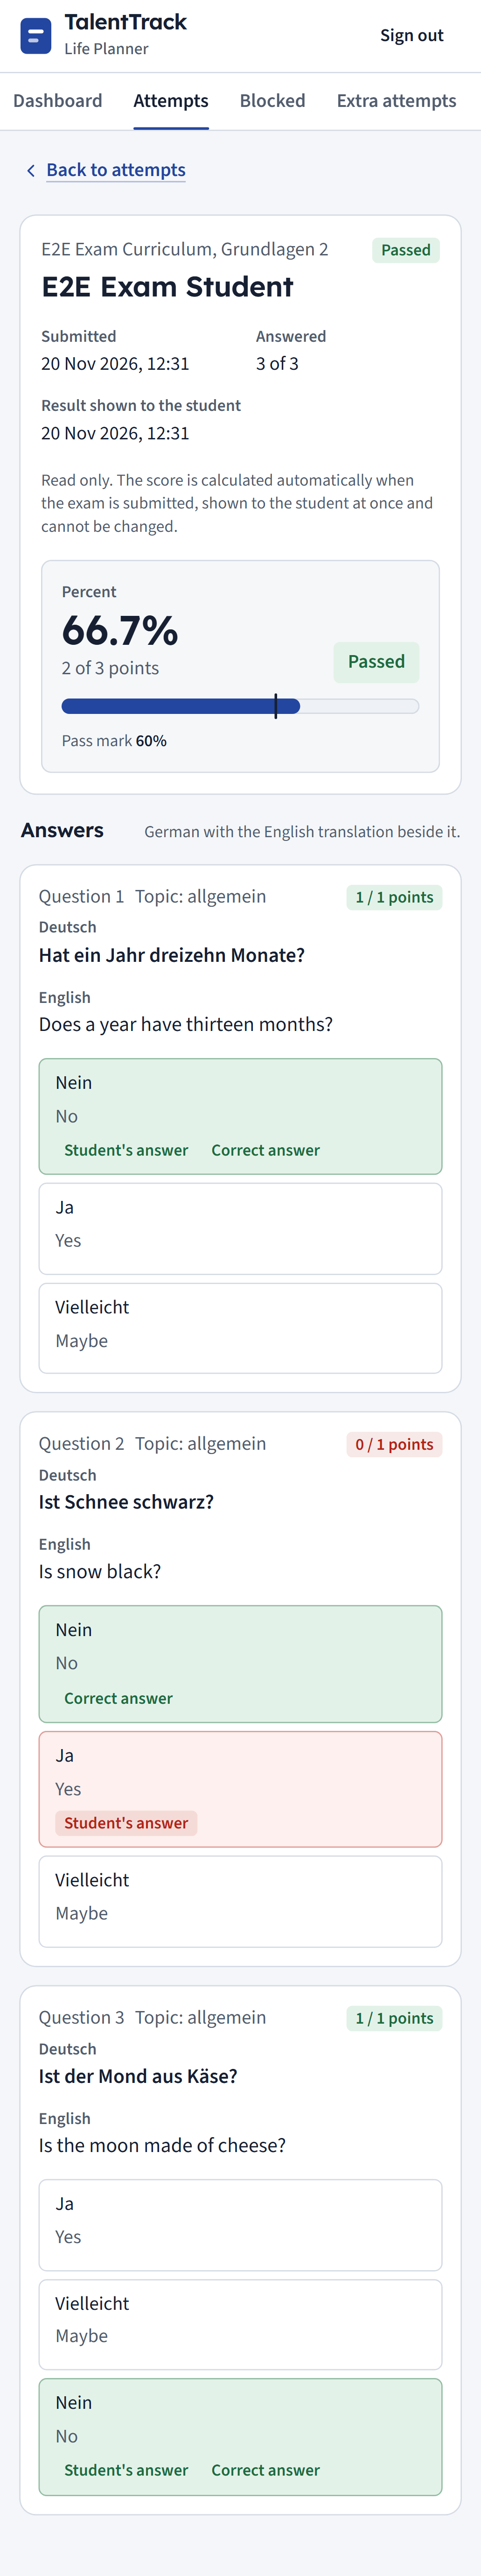 TalentTrack
Life Planner
Sign out
Dashboard Attempts Blocked Extra attempts
Back to attempts
E2E Exam Curriculum, Grundlagen 2
Passed
E2E Exam Student
Submitted
20 Nov 2026, 12:31
Answered
3 of 3
Result shown to the student
20 Nov 2026, 12:31
Read only. The score is calculated automatically when
the exam is submitted, shown to the student at once and
cannot be changed.
Percent
66.7%
2 of 3 points
Passed
Pass mark 60%
Answers
German with the English translation beside it.
Question 1 Topic: allgemein
1 / 1 points
Deutsch
Hat ein Jahr dreizehn Monate?
English
Does a year have thirteen months?
Nein
No
Student's answer Correct answer
Ja
Yes
Vielleicht
Maybe
Question 2 Topic: allgemein
0 / 1 points
Deutsch
Ist Schnee schwarz?
English
Is snow black?
Nein
No
Correct answer
Ja
Yes
Student's answer
Vielleicht
Maybe
Question 3 Topic: allgemein
1 / 1 points
Deutsch
Ist der Mond aus Käse?
English
Is the moon made of cheese?
Ja
Yes
Vielleicht
Maybe
Nein
No
Student's answer Correct answer